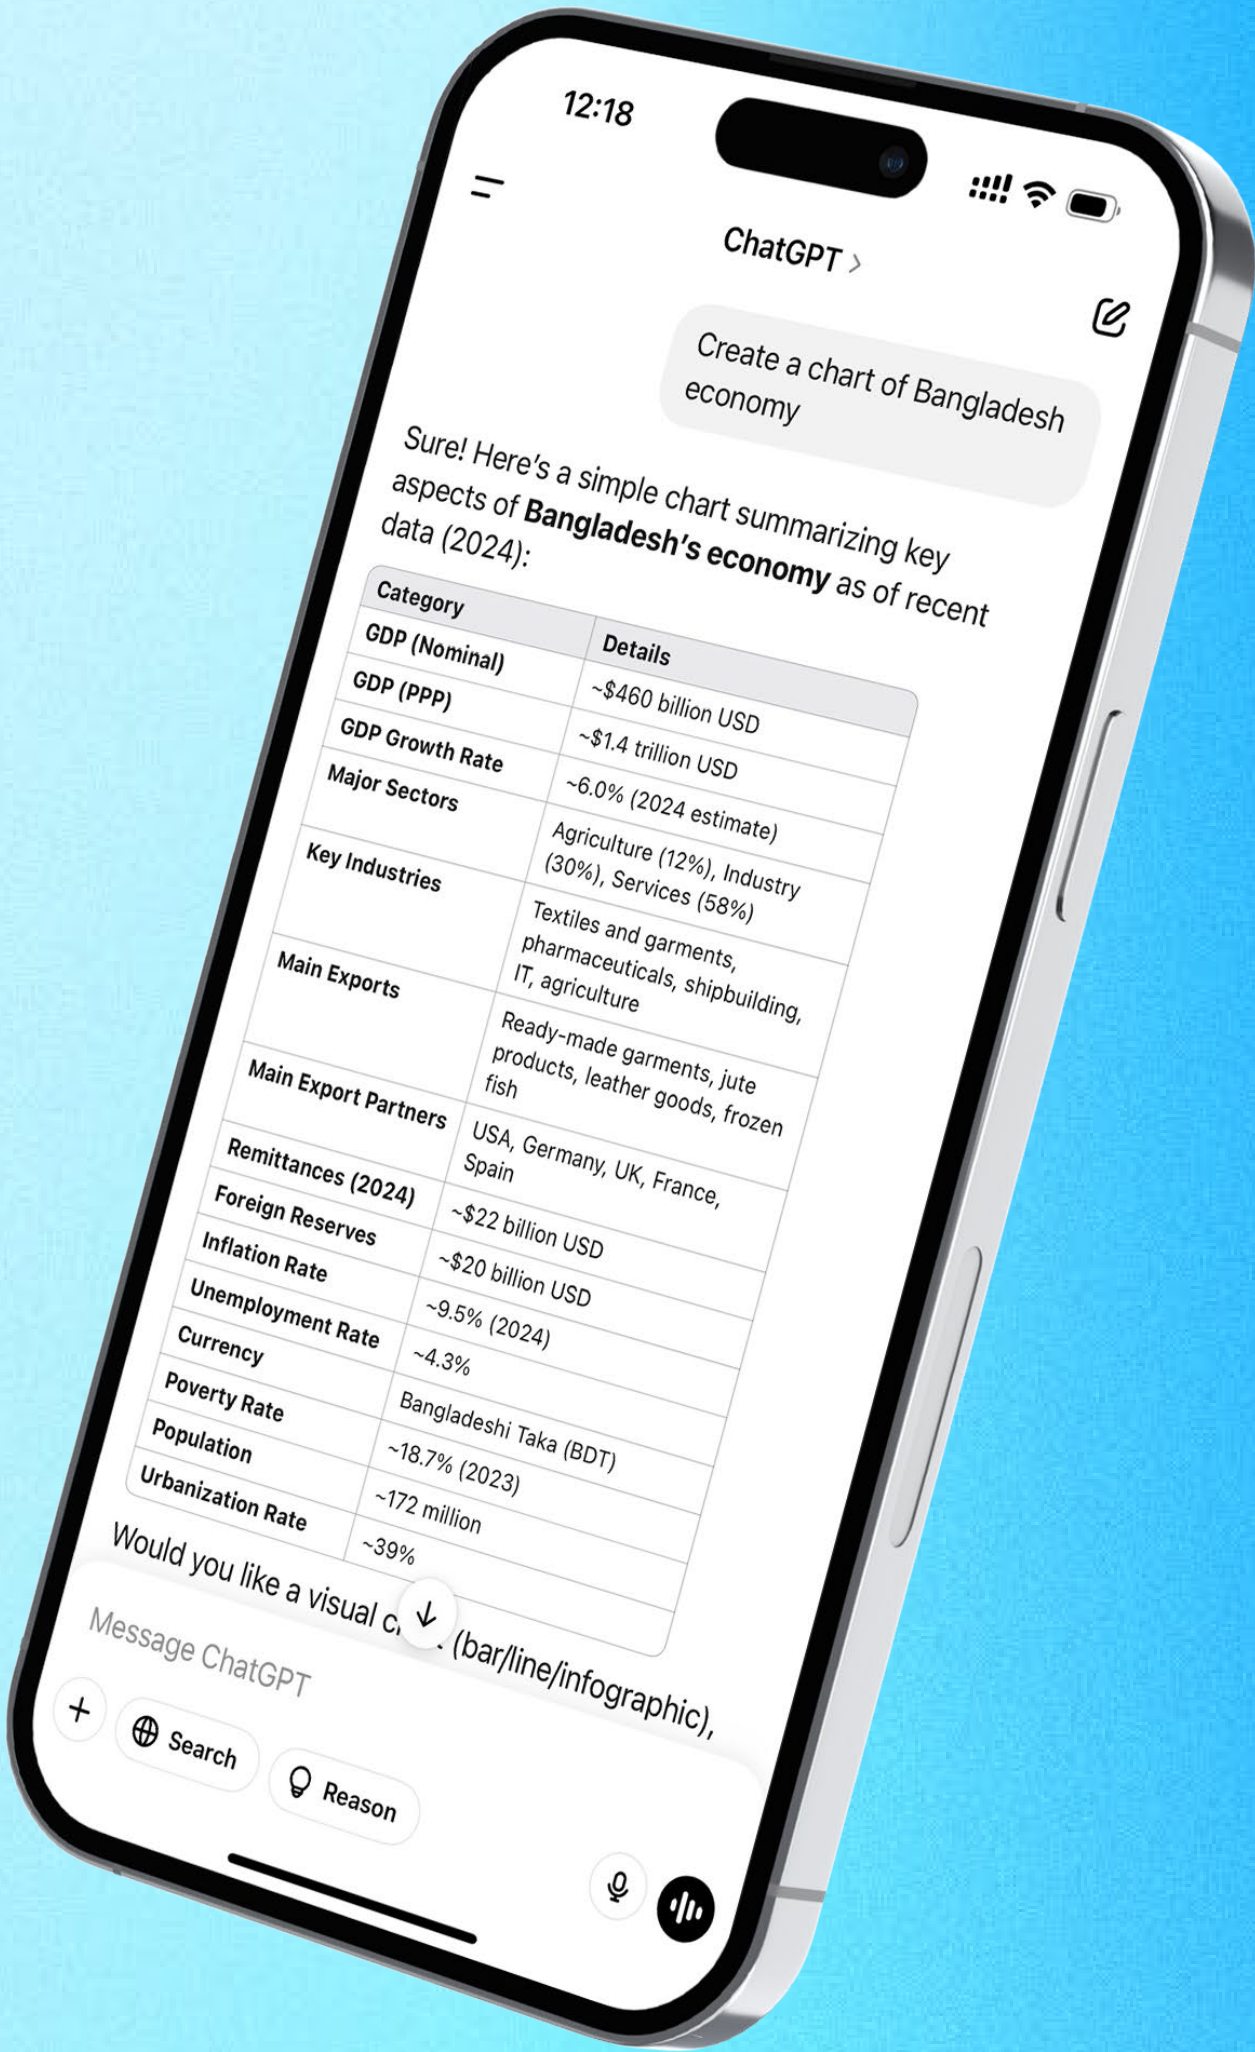 12:18
ChatGPT >
Create a chart of Bangladesh
economy
Sure! Here's a simple chart summarizing key
aspects of Bangladesh's economy as of recent
data (2024):
Category Details
GDP (Nominal) ~$460 billion USD
GDP (PPP) ~$1.4 trillion USD
GDP Growth Rate ~6.0% (2024 estimate)
Major Sectors Agriculture (12%), Industry
(30%), Services (58%)
Key Industries Textiles and garments,
pharmaceuticals, shipbuilding,
IT, agriculture
Main Exports Ready-made garments, jute
products, leather goods, frozen
fish
Main Export Partners USA, Germany, UK, France,
Spain
Remittances (2024) ~$22 billion USD
Foreign Reserves ~$20 billion USD
Inflation Rate ~9.5% (2024)
Unemployment Rate ~4.3%
Currency Bangladeshi Taka (BDT)
Poverty Rate ~18.7% (2023)
Population ~172 million
Urbanization Rate ~39%
Would you like a visual (bar/line/infographic),
Message ChatGPT
Search
Reason